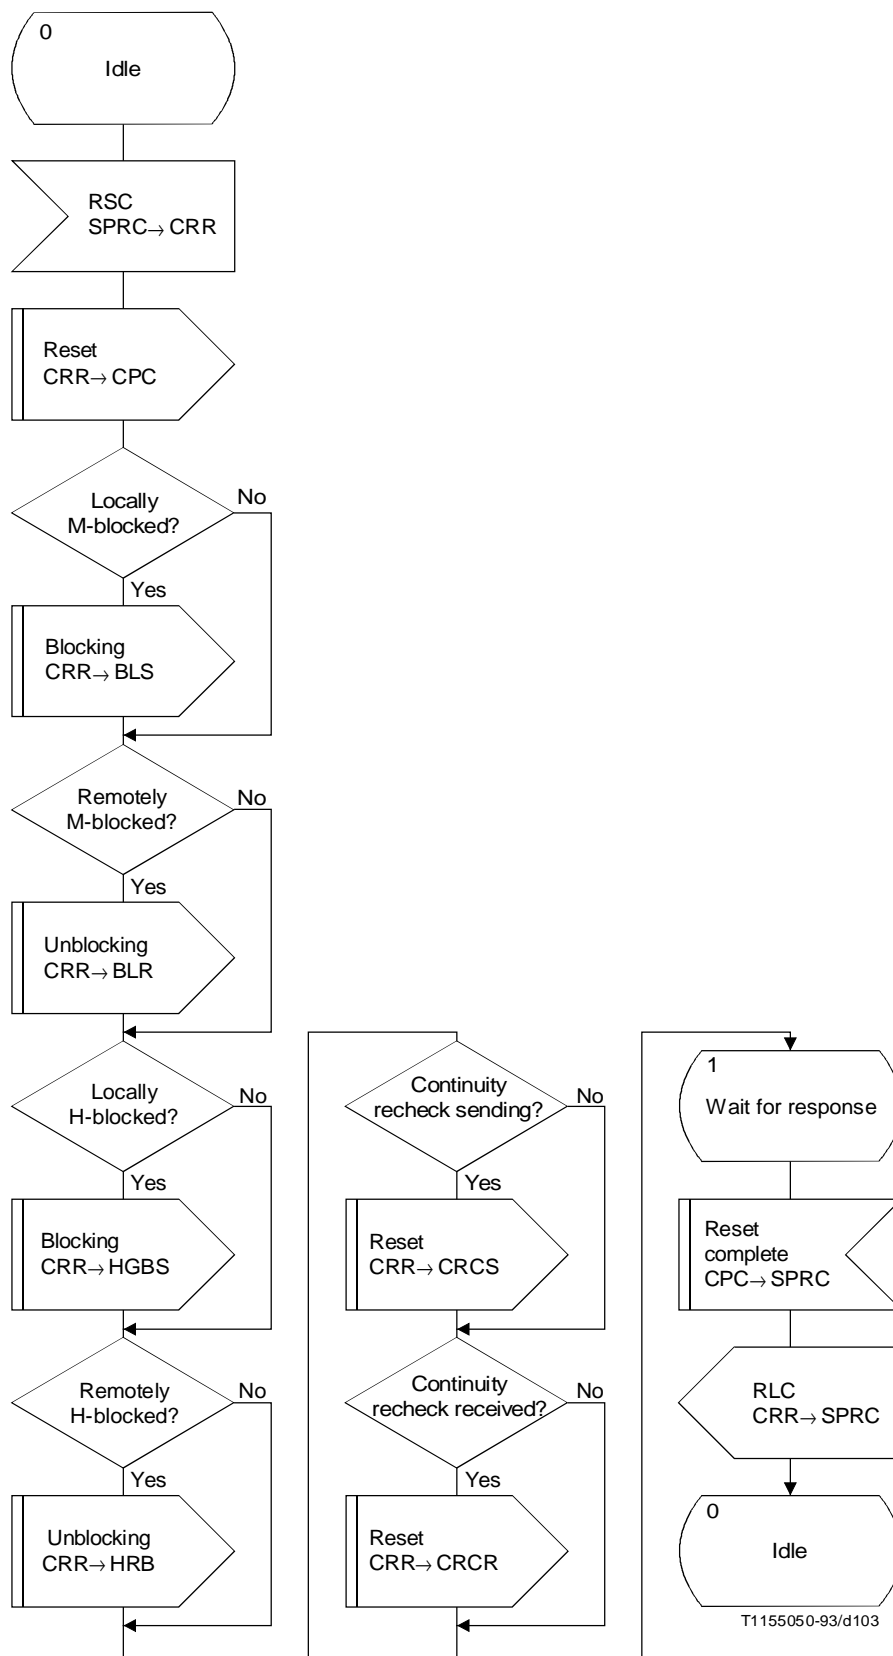 0
Idle
RSC
SPRC→CRR
Reset
CRR→CPC
Locally
M-blocked?
No
Yes
Blocking
CRR→BLS
Remotely
M-blocked?
No
Yes
Unblocking
CRR→BLR
Locally
H-blocked?
No
Yes
Blocking
CRR→HGBS
Remotely
H-blocked?
No
Yes
Unblocking
CRR→HRB
Continuity
recheck sending?
No
Yes
Reset
CRR→CRCS
Continuity
recheck received?
No
Yes
Reset
CRR→CRCR
1
Wait for response
Reset
complete
CPC→SPRC
RLC
CRR→SPRC
0
Idle
T1155050-93/d103